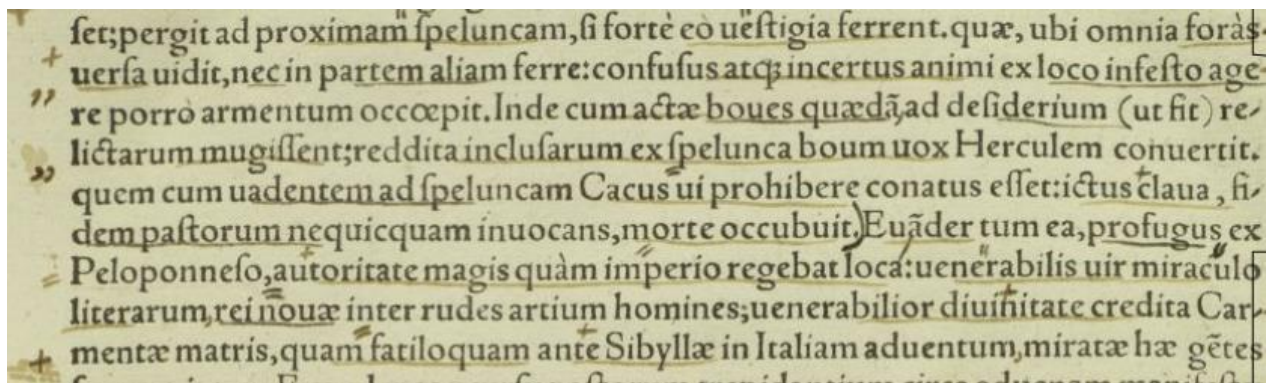 set;pergit ad proximam speluncam,si fortè eò uestigia ferrent.quæ, ubi omnia foràs
uersa uidit,nec in partem aliam ferre:confusus atq; incertus animi ex loco infesto age-
re porrò armentum occœpit.Inde cum actæ boues quædã,ad desiderium (ut fit) re-
lictarum mugissent;reddita inclusarum ex spelunca boum uox Herculem conuertit.
quem cum uadentem ad speluncam Cacus ui prohibere conatus esset:ictus claua, fi-
dem pastorum nequicquam inuocans,morte occubuit.Euãder tum ea,profugus ex
Peloponneso,autoritate magis quàm imperio regebat loca:uenerabilis uir miraculo
literarum,rei nouæ inter rudes artium homines;uenerabilior diuinitate credita Car-
mentæ matris,quam fatiloquam ante Sibyllæ in Italiam aduentum,miratæ hæ gẽtes